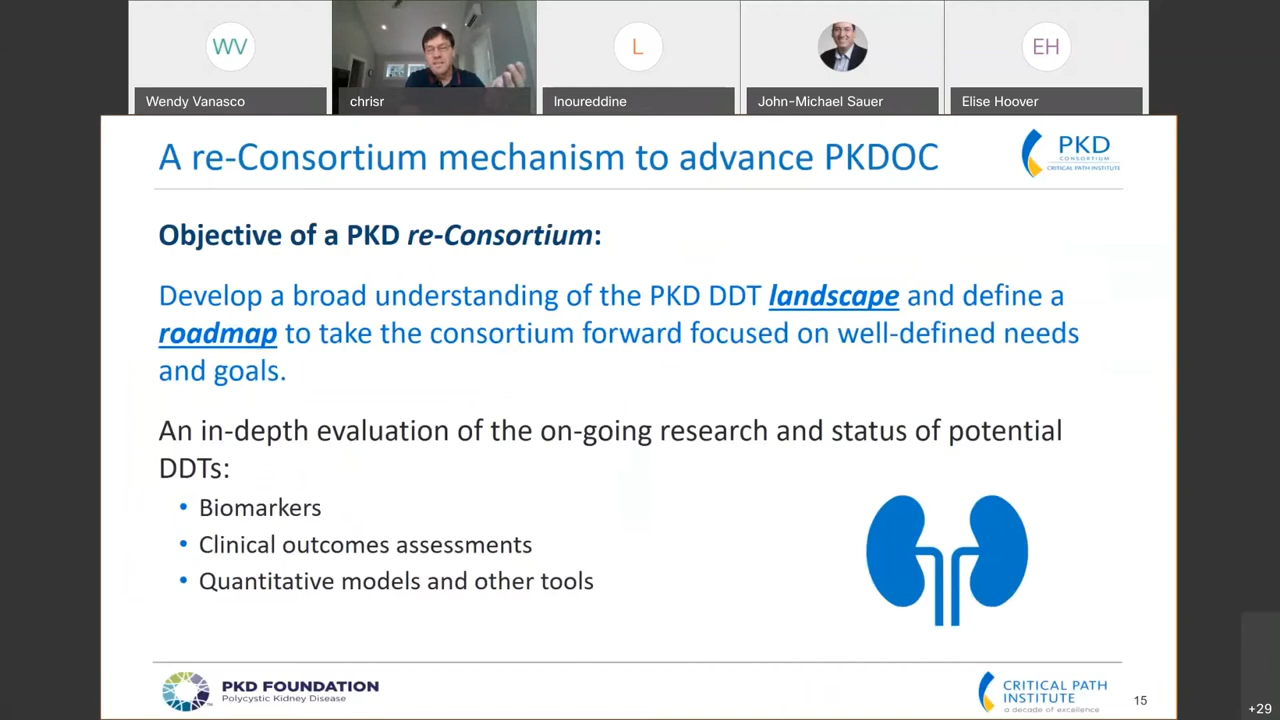 WV
L
EH
Wendy Vanasco
chrisr
lnoureddine
John-Michael Sauer
Elise Hoover
A re-Consortium mechanism to advance PKDOC
PKD
CONSORTIUM
CRITICAL PATH INSTITUTE
Objective of a PKD re-Consortium:
Develop a broad understanding of the PKD DDT landscape and define a
roadmap to take the consortium forward focused on well-defined needs
and goals.
An in-depth evaluation of the on-going research and status of potential
DDTs:
• Biomarkers
• Clinical outcomes assessments
• Quantitative models and other tools
PKD FOUNDATION
Polycystic Kidney Disease
CRITICAL PATH
INSTITUTE
a decade of excellence
15
+29